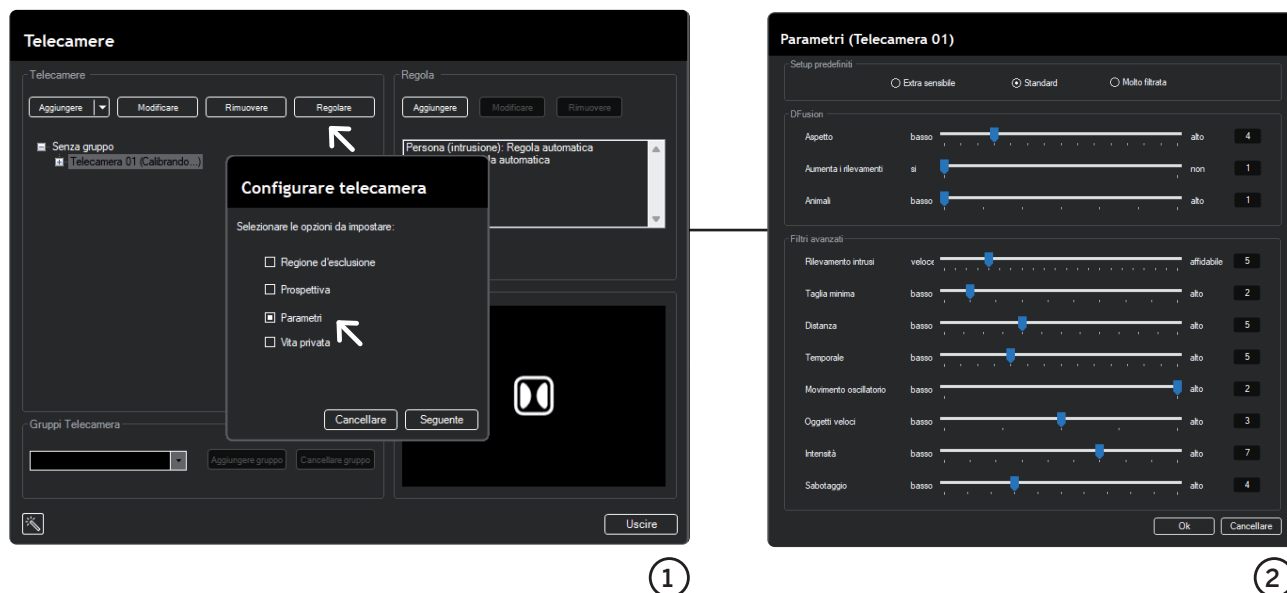 Telecamere
Telecamere
Aggiungere Modificare Rimuovere Regolare
Senza gruppo
Telecamera 01 (Calibrando...)
Regola
Aggiungere Modificare Rimuovere
Persona (intrusione): Regola automatica
la automatica
Configurare telecamera
Selezionare le opzioni da impostare:
Regione d'esclusione
Prospettiva
Parametri
Vita privata
Cancellare Seguente
Gruppi Telecamera
Aggiungere gruppo Cancellare gruppo
Uscire
1
Parametri (Telecamera 01)
Setup predefiniti
Extra sensibile Standard Molto filtrata
DFusion
Aspetto basso alto 4
Aumenta i rilevamenti si non 1
Animali basso alto 1
Filtri avanzati
Rilevamento intrusi veloce affidabile 5
Taglia minima basso alto 2
Distanza basso alto 5
Temporale basso alto 5
Movimento oscillatorio basso alto 2
Oggetti veloci basso alto 3
Intensità basso alto 7
Sabotaggio basso alto 4
Ok Cancellare
2